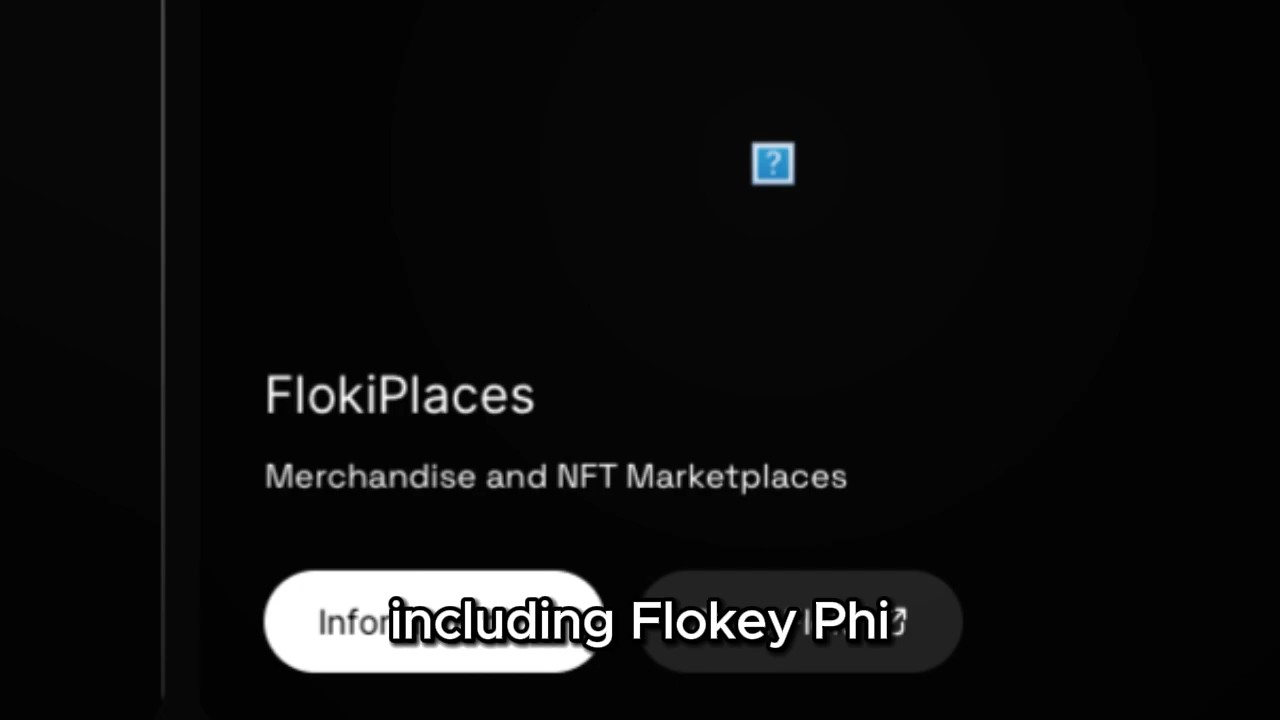 ?
FlokiPlaces
Merchandise and NFT Marketplaces
including Flokey Phi